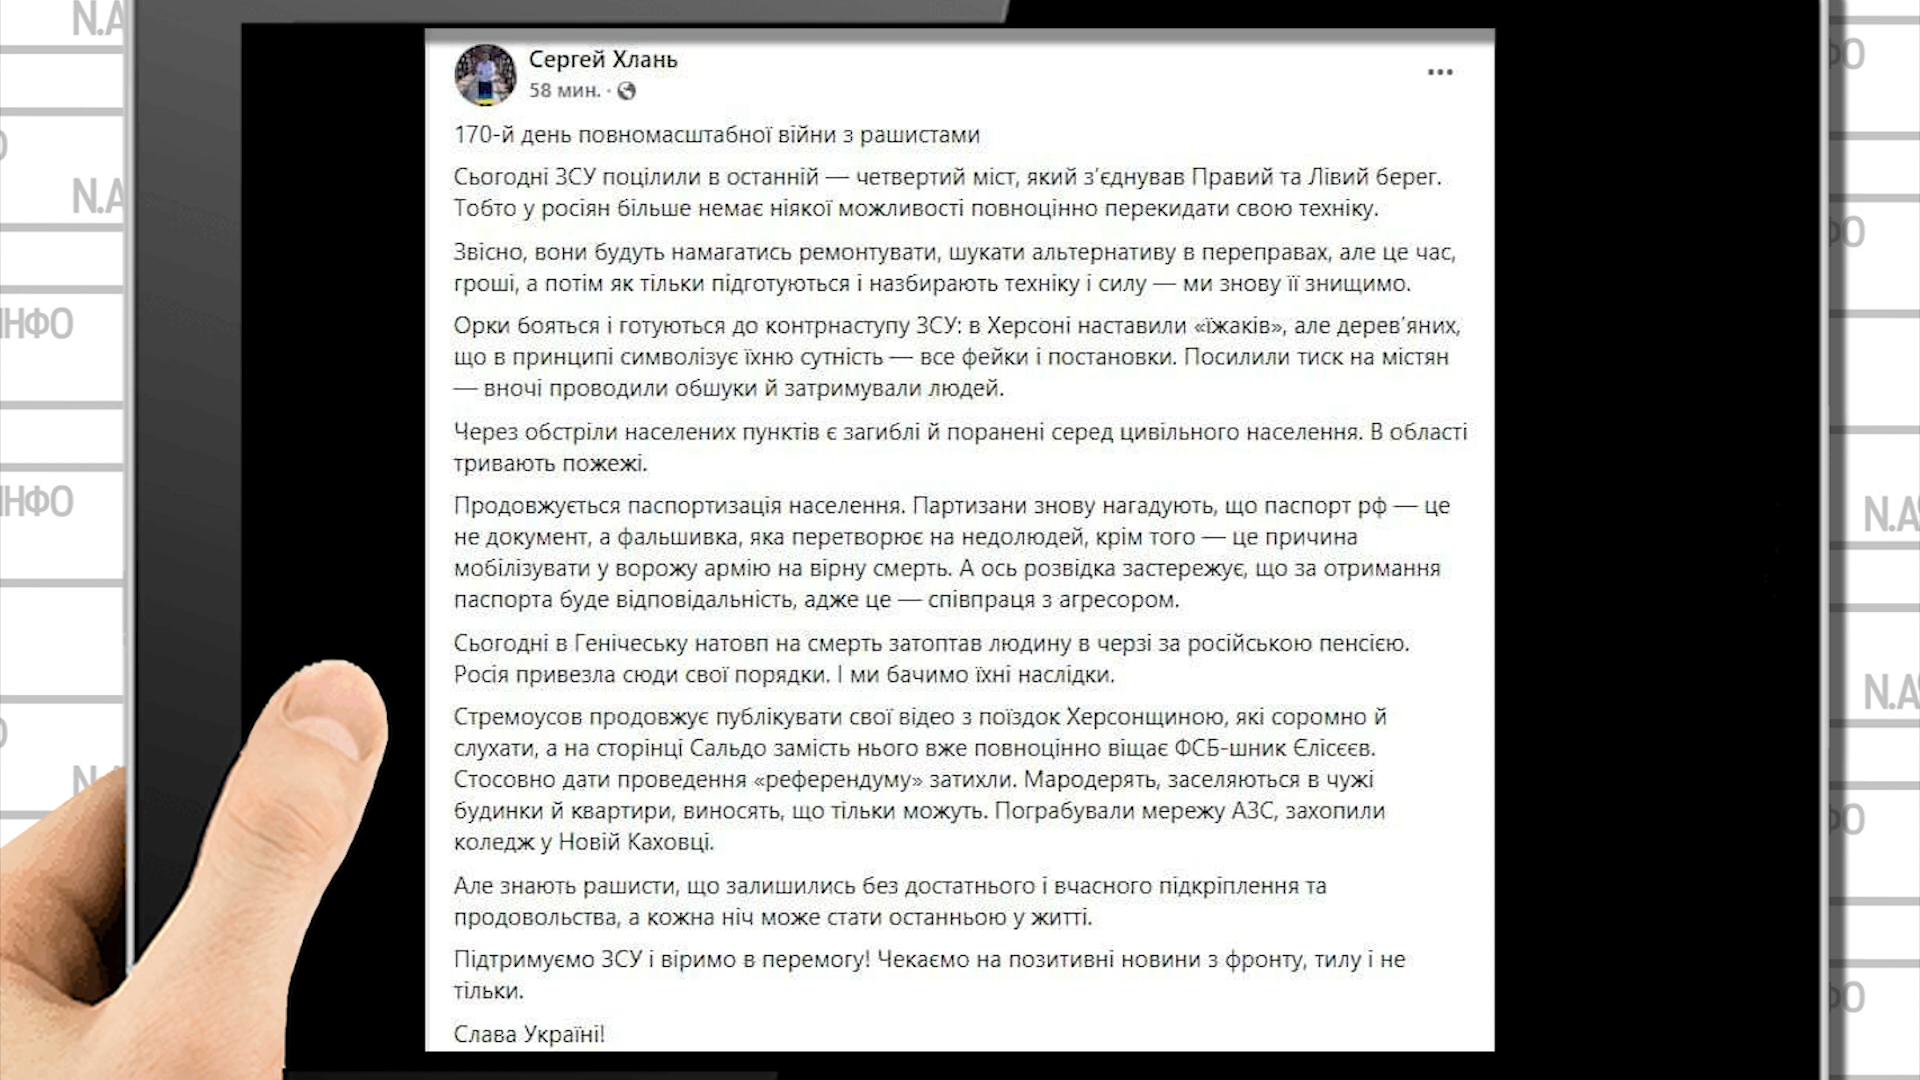 Сергей Хлань
58 мин. ·
170-й день повномасштабної війни з рашистами
Сьогодні ЗСУ поцілили в останній — четвертий міст, який з’єднував Правий та Лівий берег.
Тобто у росіян більше немає ніякої можливості повноцінно перекидати свою техніку.
Звісно, вони будуть намагатись ремонтувати, шукати альтернативу в переправах, але це час,
гроші, а потім як тільки підготуються і назбирають техніку і силу — ми знову її знищимо.
Орки бояться і готуються до контрнаступу ЗСУ: в Херсоні наставили «їжаків», але дерев’яних,
що в принципі символізує їхню сутність — все фейки і постановки. Посилили тиск на містян
— вночі проводили обшуки й затримували людей.
Через обстріли населених пунктів є загиблі й поранені серед цивільного населення. В області
тривають пожежі.
Продовжується паспортизація населення. Партизани знову нагадують, що паспорт рф — це
не документ, а фальшивка, яка перетворює на недолюдей, крім того — це причина
мобілізувати у ворожу армію на вірну смерть. А ось розвідка застережує, що за отримання
паспорта буде відповідальність, адже це — співпраця з агресором.
Сьогодні в Генічеську натовп на смерть затоптав людину в черзі за російською пенсією.
Росія привезла сюди свої порядки. І ми бачимо їхні наслідки.
Стремоусов продовжує публікувати свої відео з поїздок Херсонщиною, які соромно й
слухати, а на сторінці Сальдо замість нього вже повноцінно віщає ФСБ-шник Єлісєєв.
Стосовно дати проведення «референдуму» затихли. Мародерять, заселяються в чужі
будинки й квартири, виносять, що тільки можуть. Пограбували мережу АЗС, захопили
коледж у Новій Каховці.
Але знають рашисти, що залишились без достатнього і вчасного підкріплення та
продовольства, а кожна ніч може стати останньою у житті.
Підтримуємо ЗСУ і віримо в перемогу! Чекаємо на позитивні новини з фронту, тилу і не
тільки.
Слава Україні!